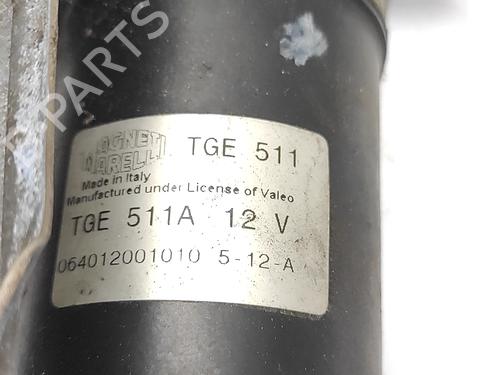 B-PARTS
MAGNETI MARELLI TGE 511
Made in Italy
Manufactured under License of Valeo
TGE 511A 12 V
064012001010 5-12-A